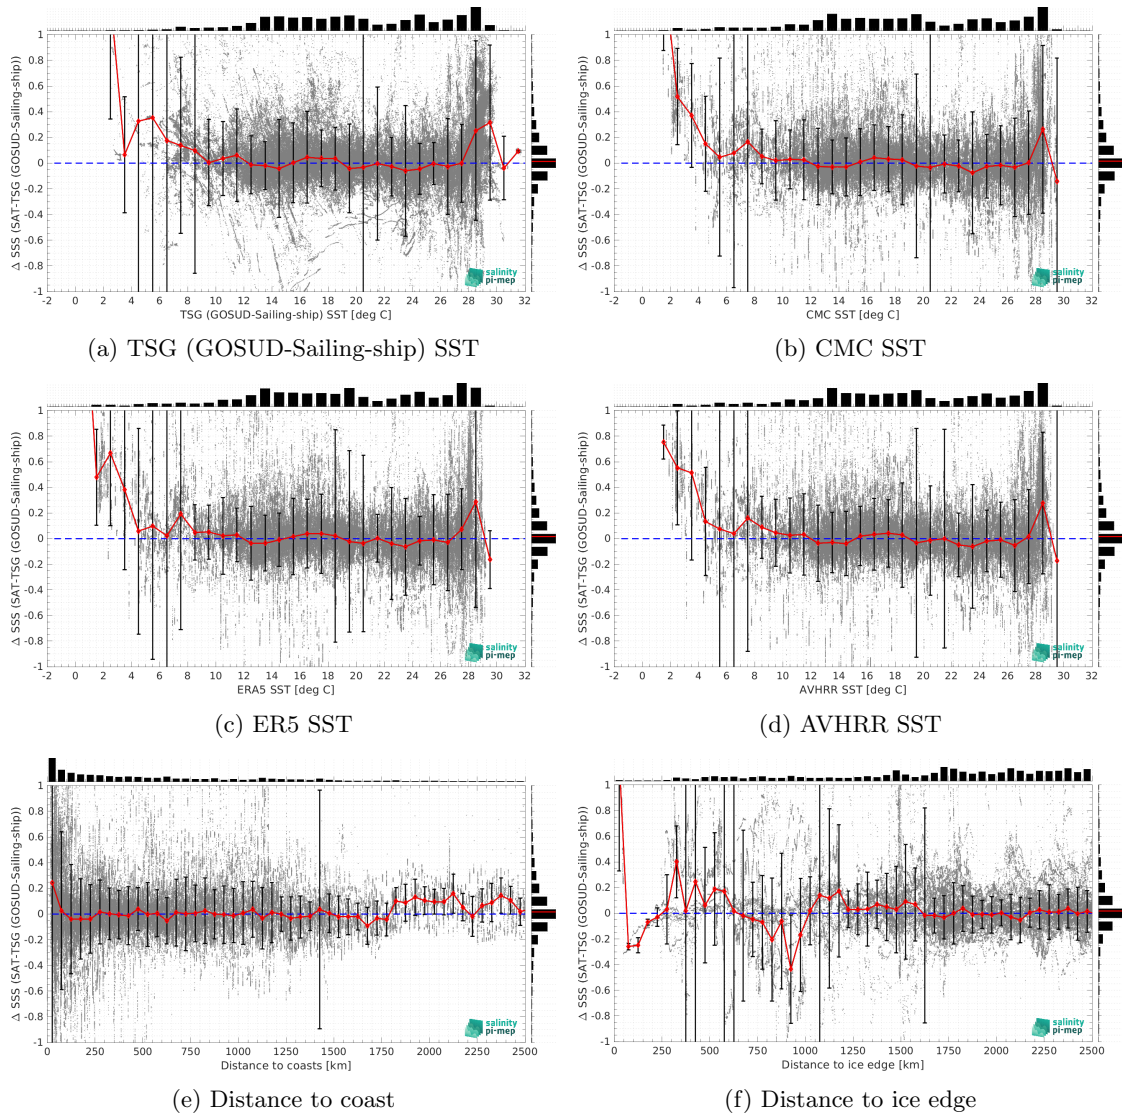 Δ SSS (SAT-TSG (GOSUD-Sailing-ship))
1
0.8
0.6
0.4
0.2
0
-0.2
-0.4
-0.6
-0.8
-1
-2 0 2 4 6 8 10 12 14 16 18 20 22 24 26 28 30 32
TSG (GOSUD-Sailing-ship) SST [deg C]
salinity
pi-mep
(a) TSG (GOSUD-Sailing-ship) SST
Δ SSS (SAT-TSG (GOSUD-Sailing-ship))
1
0.8
0.6
0.4
0.2
0
-0.2
-0.4
-0.6
-0.8
-1
-2 0 2 4 6 8 10 12 14 16 18 20 22 24 26 28 30 32
CMC SST [deg C]
salinity
pi-mep
(b) CMC SST
Δ SSS (SAT-TSG (GOSUD-Sailing-ship))
1
0.8
0.6
0.4
0.2
0
-0.2
-0.4
-0.6
-0.8
-1
-2 0 2 4 6 8 10 12 14 16 18 20 22 24 26 28 30 32
ERA5 SST [deg C]
salinity
pi-mep
(c) ER5 SST
Δ SSS (SAT-TSG (GOSUD-Sailing-ship))
1
0.8
0.6
0.4
0.2
0
-0.2
-0.4
-0.6
-0.8
-1
-2 0 2 4 6 8 10 12 14 16 18 20 22 24 26 28 30 32
AVHRR SST [deg C]
salinity
pi-mep
(d) AVHRR SST
Δ SSS (SAT-TSG (GOSUD-Sailing-ship))
1
0.8
0.6
0.4
0.2
0
-0.2
-0.4
-0.6
-0.8
-1
0 250 500 750 1000 1250 1500 1750 2000 2250 2500
Distance to coasts [km]
salinity
pi-mep
(e) Distance to coast
Δ SSS (SAT-TSG (GOSUD-Sailing-ship))
1
0.8
0.6
0.4
0.2
0
-0.2
-0.4
-0.6
-0.8
-1
0 250 500 750 1000 1250 1500 1750 2000 2250 2500
Distance to ice edge [km]
salinity
pi-mep
(f) Distance to ice edge